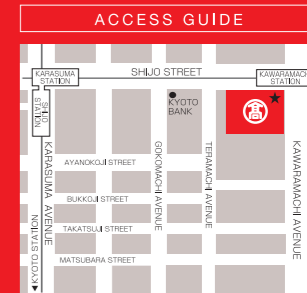 ACCESS GUIDE
KARASUMA
STATION
SHIJO STREET
KAWARAMACHI
STATION
SHIJO
STATION
KYOTO
BANK
★
髙
KARASUMA AVENUE
GOKOMACHI AVENUE
TERAMACHI AVENUE
KAWARAMACHI AVENUE
AYANOKOJI STREET
BUKKOJI STREET
TAKATSUJI STREET
MATSUBARA STREET
◀KYOTO STATION